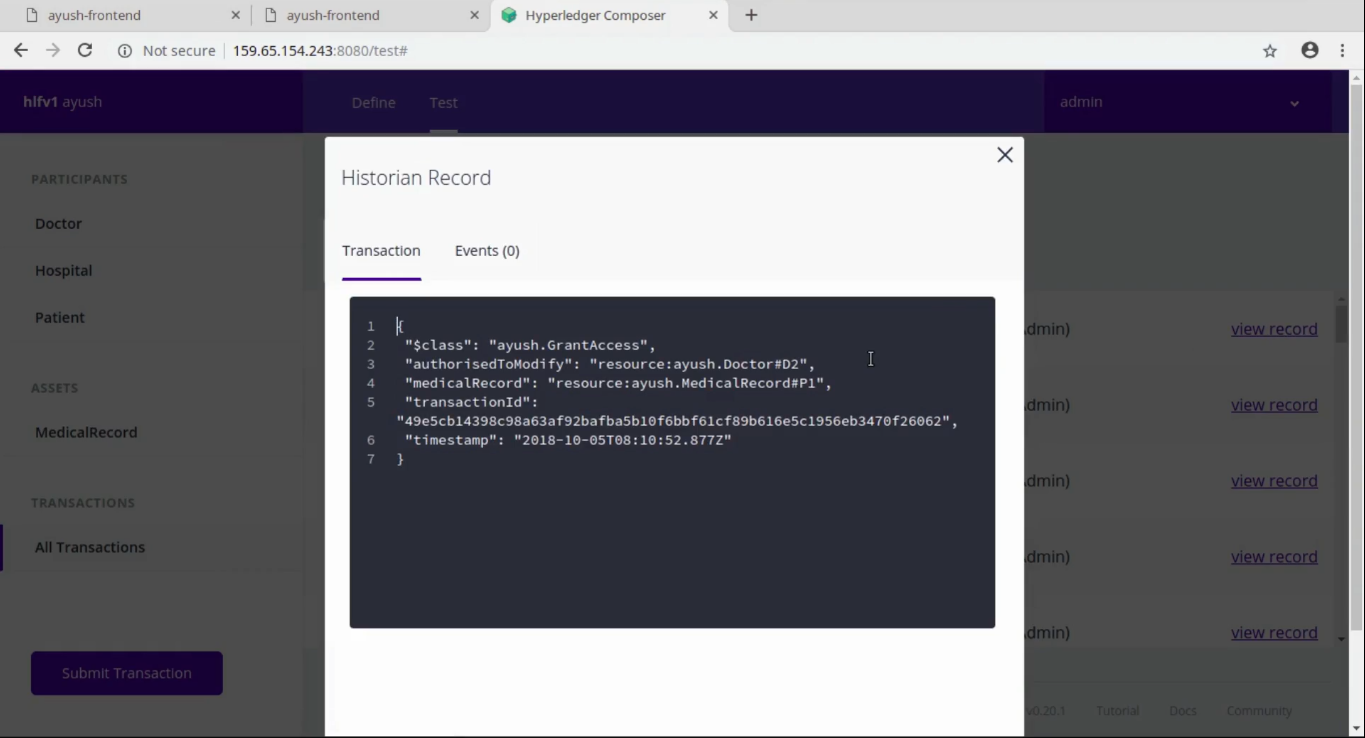 ayush-frontend
ayush-frontend
Hyperledger Composer
Not secure
159.65.154.243:8080/test#
hlfv1 ayush
Define
Test
admin
PARTICIPANTS
Doctor
Hospital
Patient
ASSETS
MedicalRecord
TRANSACTIONS
All Transactions
Submit Transaction
Historian Record
Transaction
Events (0)
1 {
2 "$class": "ayush.GrantAccess",
3 "authorisedToModify": "resource:ayush.Doctor#D2",
4 "medicalRecord": "resource:ayush.MedicalRecord#P1",
5 "transactionId":
"49e5cb14398c98a63af92bafba5b10f6bbf61cf89b616e5c1956eb3470f26062",
6 "timestamp": "2018-10-05T08:10:52.877Z"
7 }
dmin) view record
dmin) view record
dmin) view record
dmin) view record
dmin) view record
v0.20.1 Tutorial Docs Community